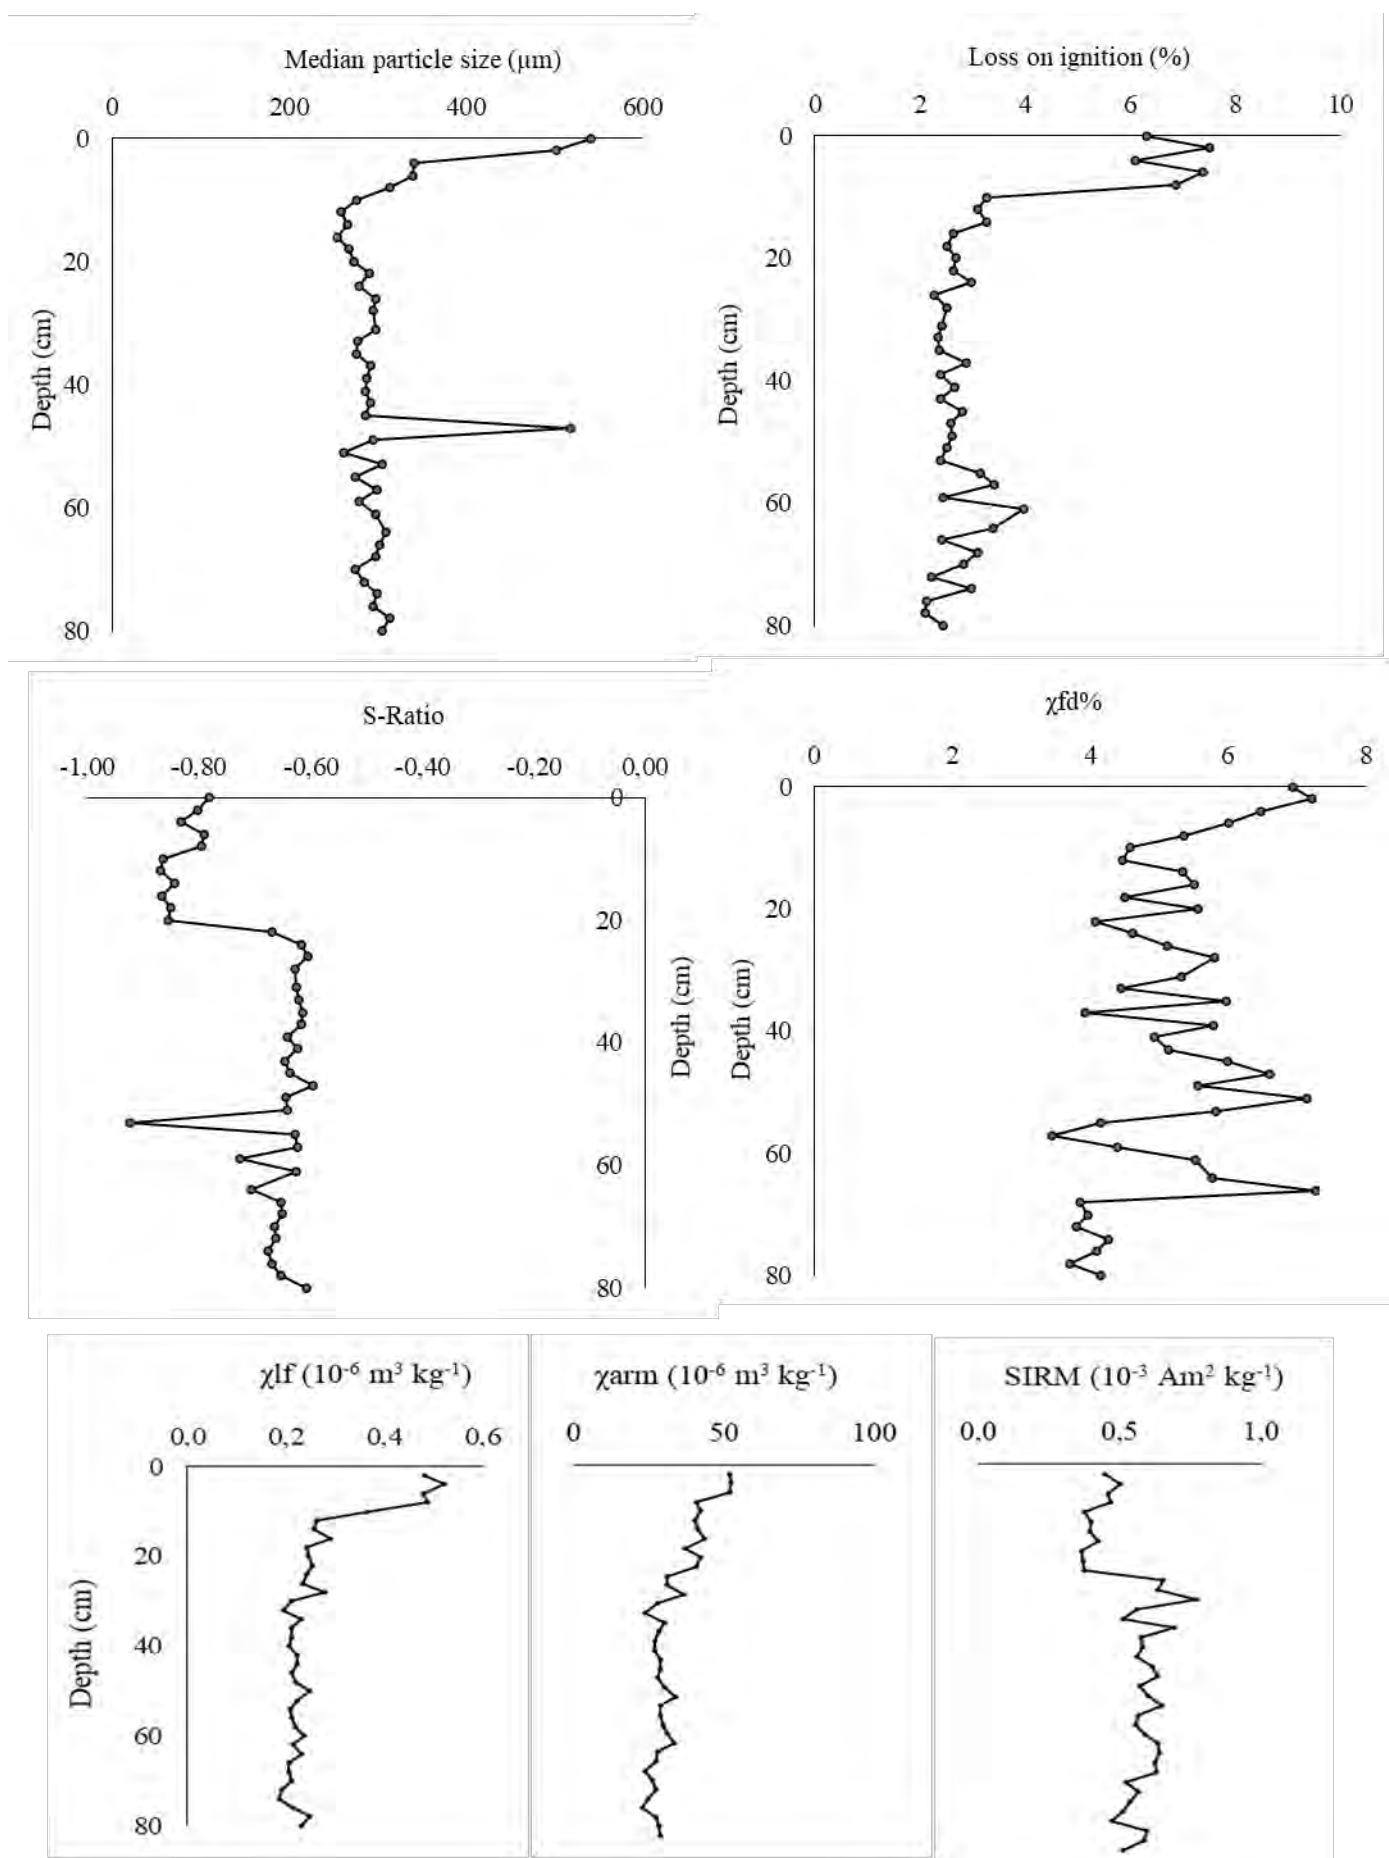 Median particle size (μm)
0 200 400 600
0
20
40
60
80
Depth (cm)
Loss on ignition (%)
0 2 4 6 8 10
0
20
40
60
80
Depth (cm)
S-Ratio
-1,00 -0,80 -0,60 -0,40 -0,20 0,00
0
20
40
60
80
Depth (cm)
χfd%
0 2 4 6 8
0
20
40
60
80
Depth (cm)
χlf (10⁻⁶ m³ kg⁻¹)
0,0 0,2 0,4 0,6
0
20
40
60
80
Depth (cm)
χarm (10⁻⁶ m³ kg⁻¹)
0 50 100
SIRM (10⁻³ Am² kg⁻¹)
0,0 0,5 1,0